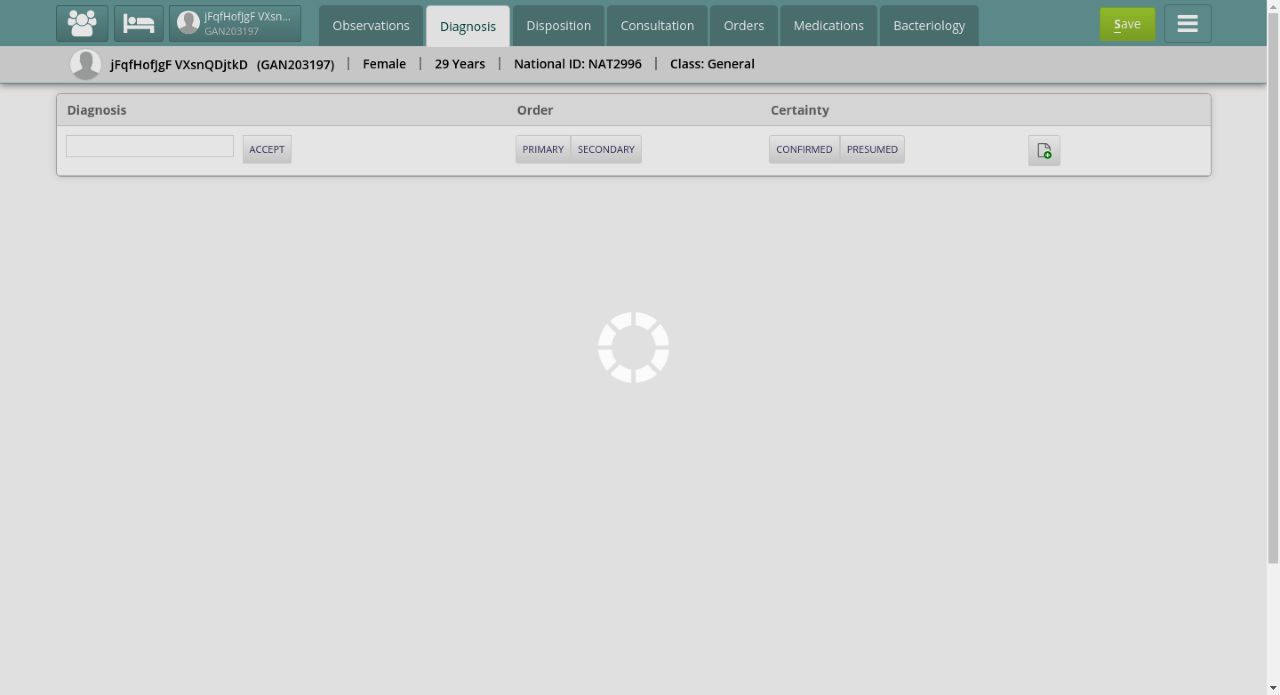 jFqfHofJgF VXsn...
GAN203197
Observations
Diagnosis
Disposition
Consultation
Orders
Medications
Bacteriology
Save
jFqfHofJgF VXsnQDjtkD (GAN203197) | Female | 29 Years | National ID: NAT2996 | Class: General
Diagnosis Order Certainty
ACCEPT PRIMARY SECONDARY CONFIRMED PRESUMED